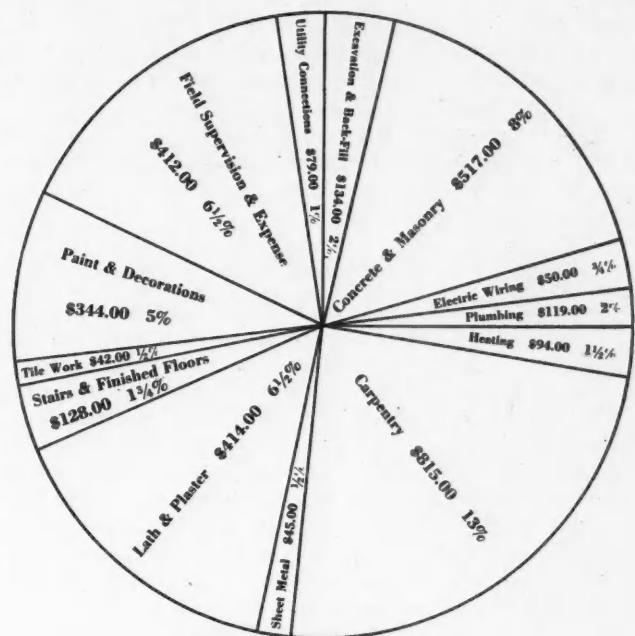 Utility Connections $79.00 1%
Excavation & Back-Fill $134.00 2%
Concrete & Masonry $517.00 8%
Electric Wiring $50.00 ¾%
Plumbing $119.00 2%
Heating $94.00 1½%
Carpentry $815.00 13%
Sheet Metal $45.00 ½%
Lath & Plaster $414.00 6½%
Stairs & Finished Floors
$128.00 1¾%
Tile Work $42.00 ½%
Paint & Decorations
$344.00 5%
Field Supervision & Expense
$412.00 6½%